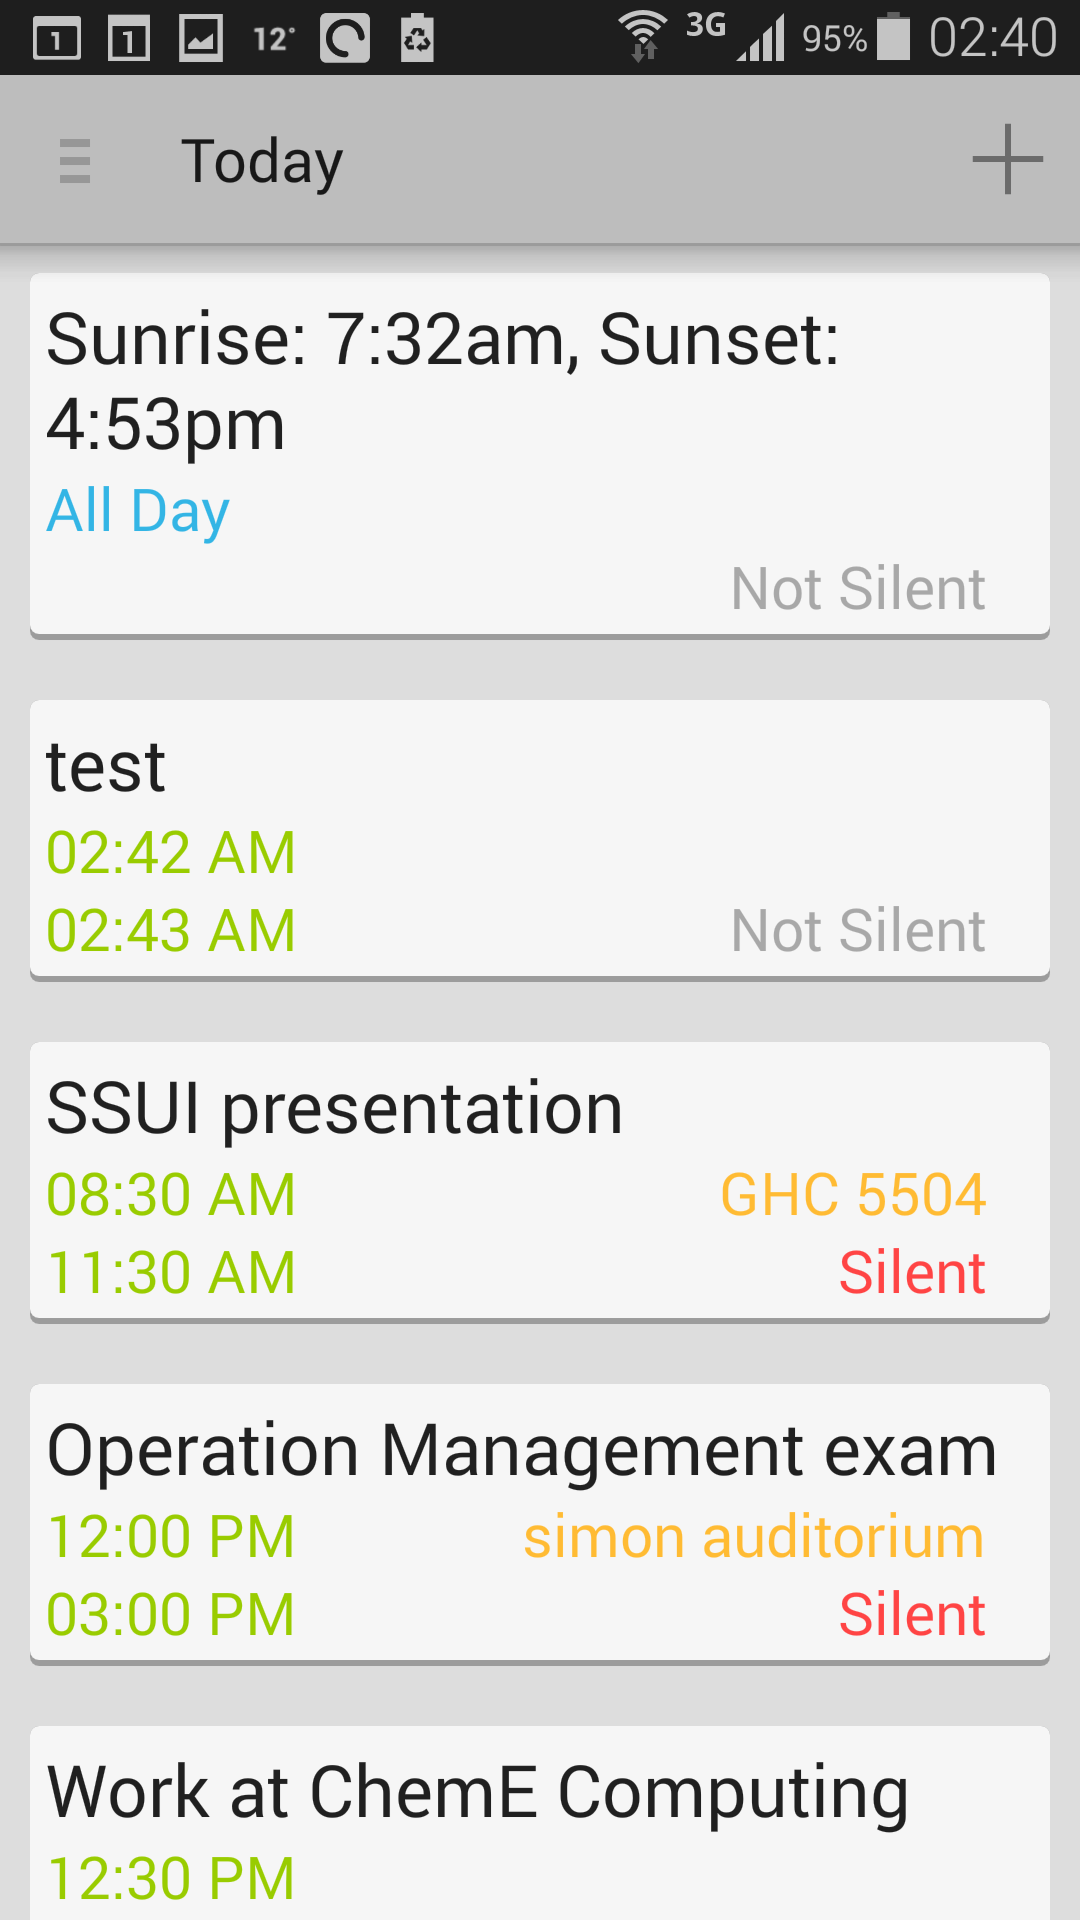 1 1 12° 3G 95% 02:40
Today
Sunrise: 7:32am, Sunset:
4:53pm
All Day
Not Silent
test
02:42 AM
02:43 AM Not Silent
SSUI presentation
08:30 AM GHC 5504
11:30 AM Silent
Operation Management exam
12:00 PM simon auditorium
03:00 PM Silent
Work at ChemE Computing
12:30 PM